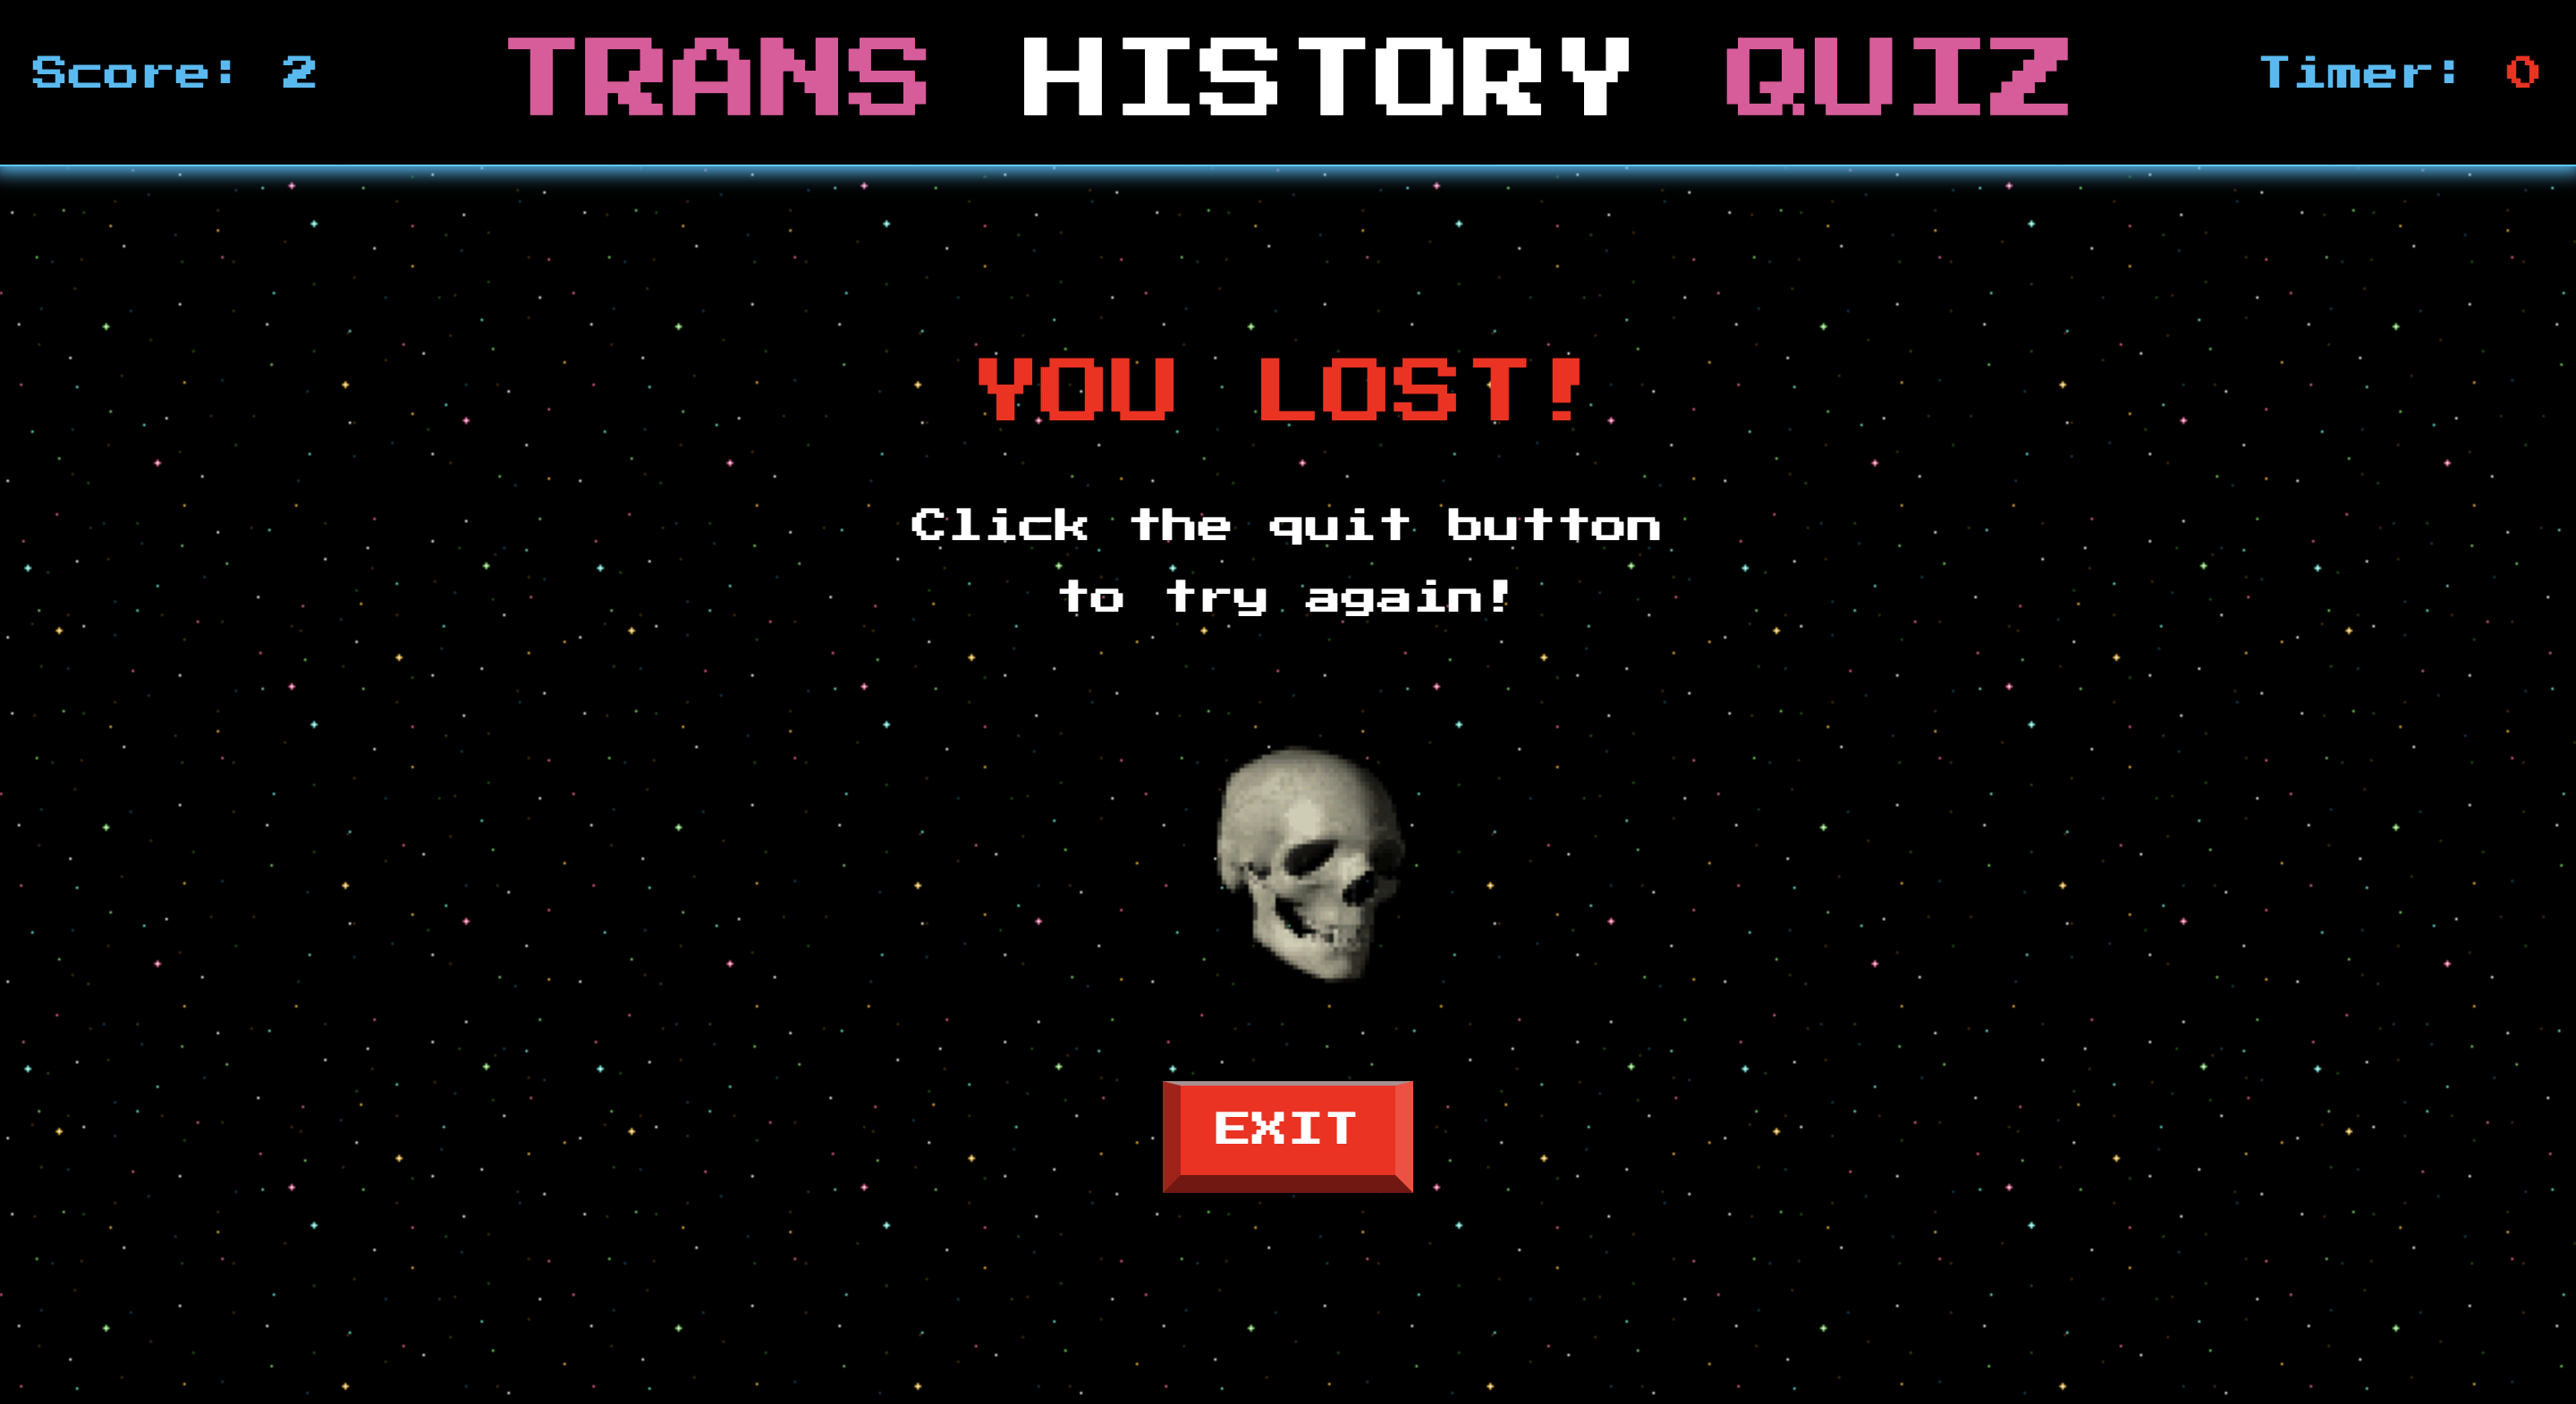 Score: 2
TRANS HISTORY QUIZ
Timer: 0
YOU LOST!
Click the quit button
to try again!
EXIT